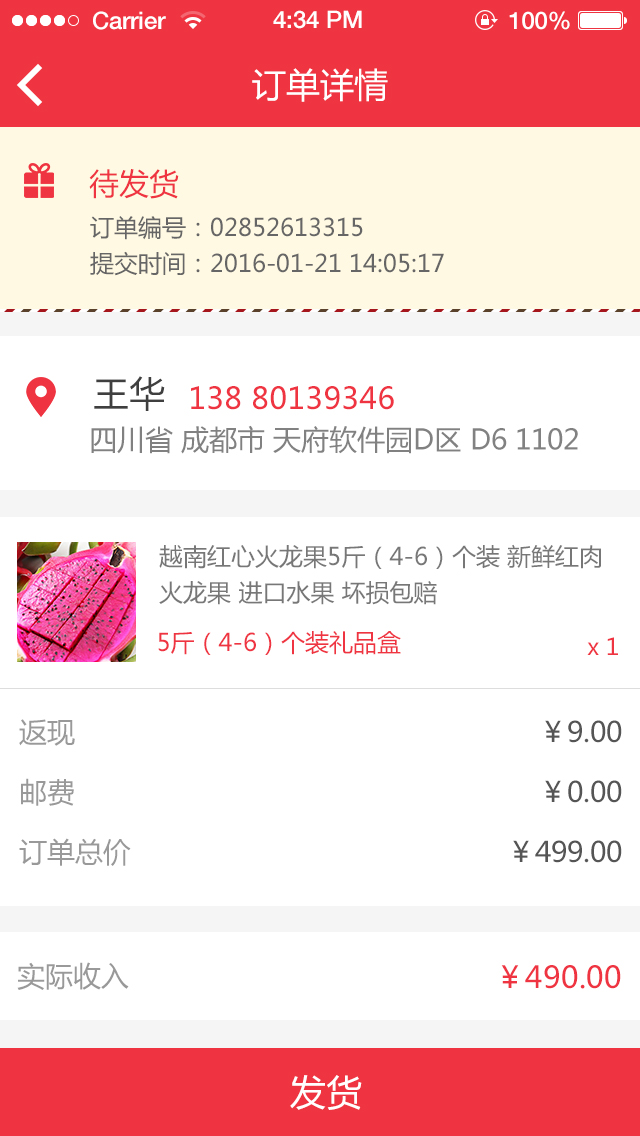 Carrier 4:34 PM 100%
订单详情
待发货
订单编号：02852613315
提交时间：2016-01-21 14:05:17
王华 138 80139346
四川省 成都市 天府软件园D区 D6 1102
越南红心火龙果5斤（4-6）个装 新鲜红肉
火龙果 进口水果 坏损包赔
5斤（4-6）个装礼品盒 x 1
返现 ¥ 9.00
邮费 ¥ 0.00
订单总价 ¥ 499.00
实际收入 ¥ 490.00
发货